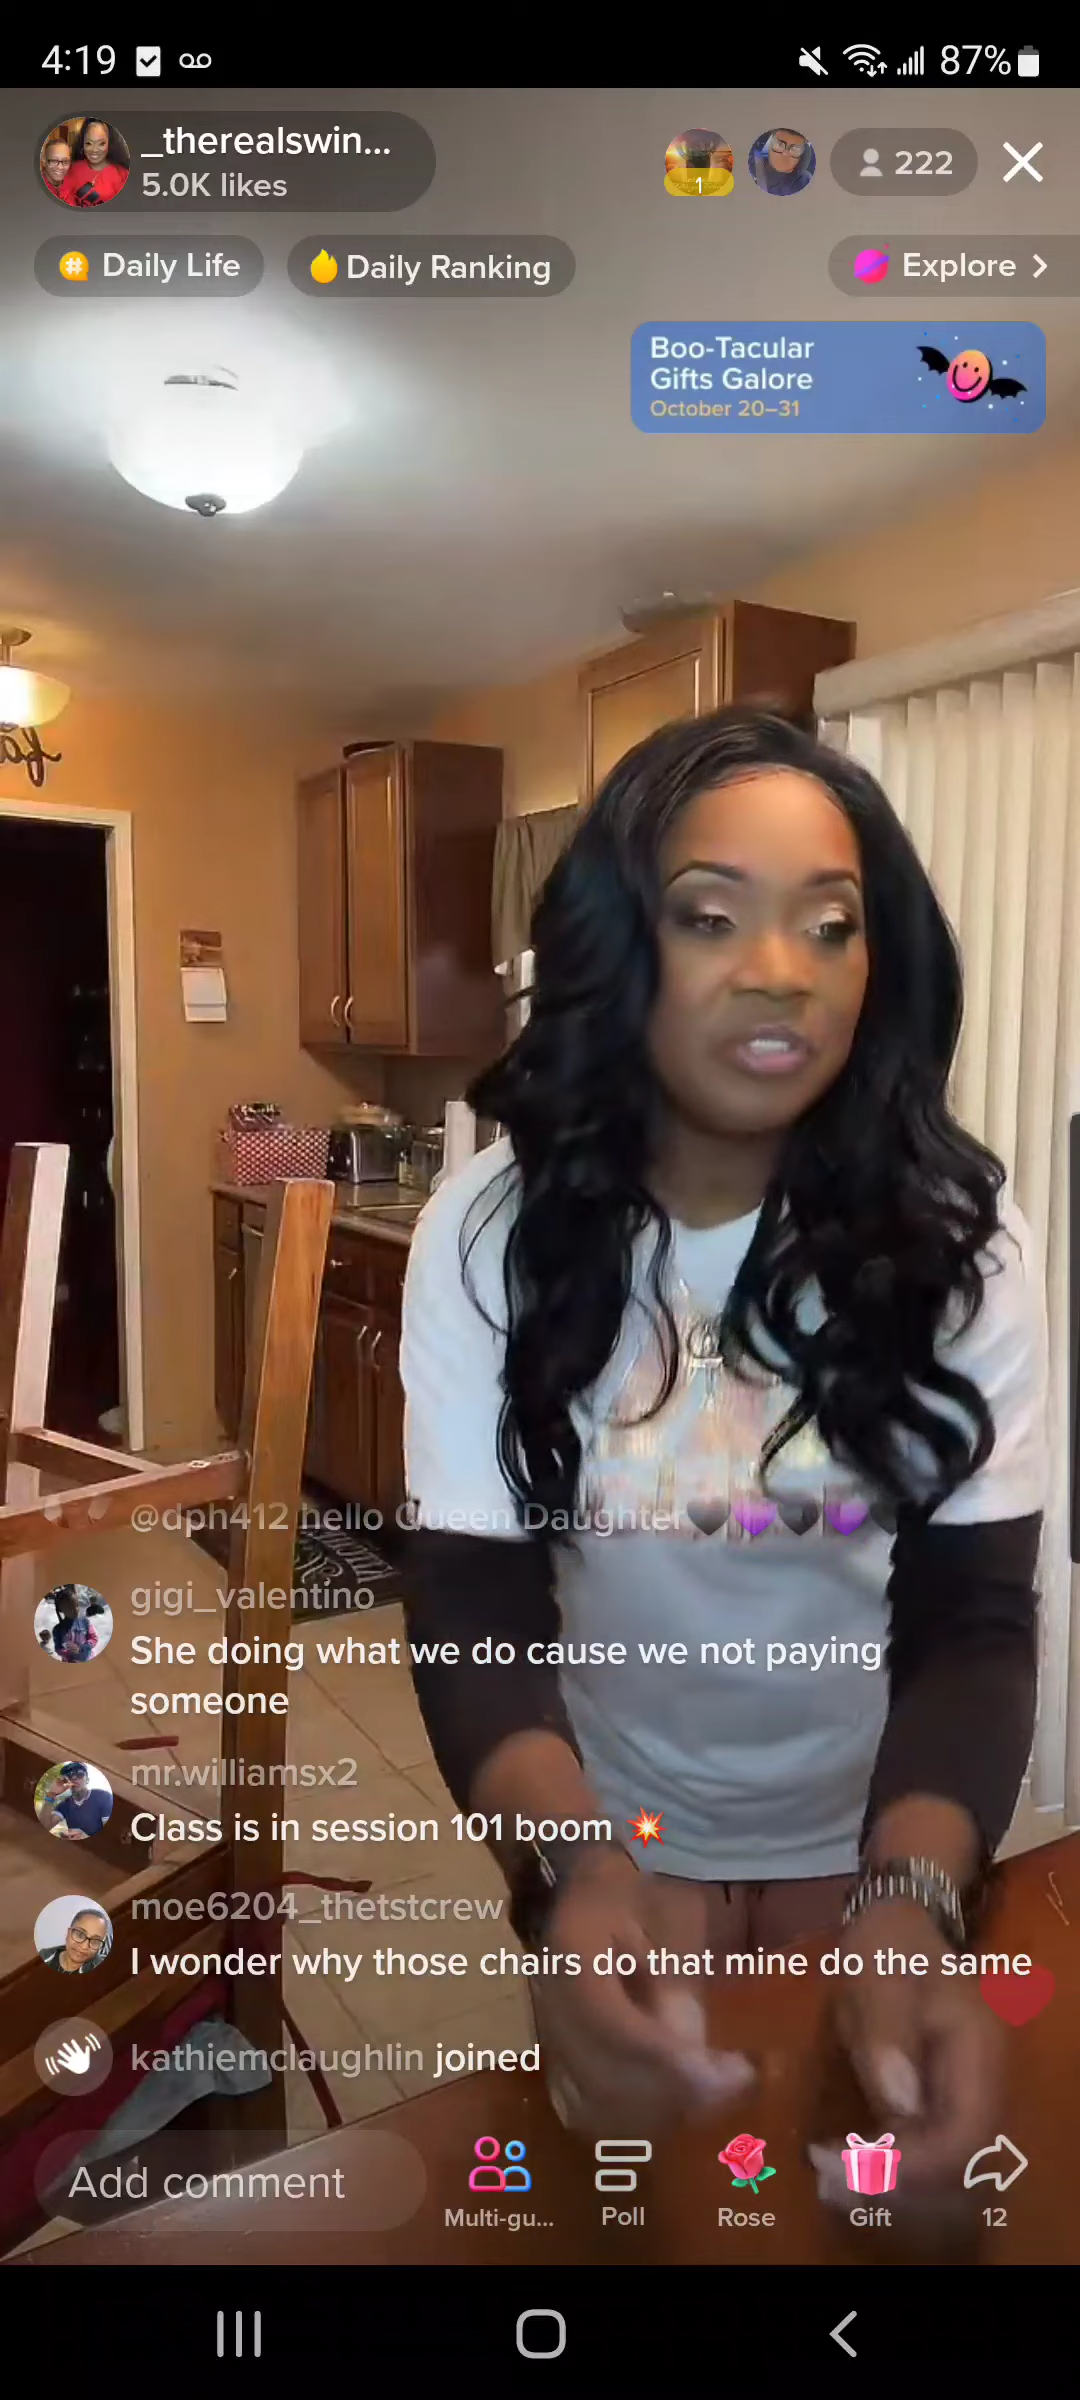 4:19
87%
_therealswin...
5.0K likes
1
222
Daily Life
Daily Ranking
Explore >
Boo-Tacular
Gifts Galore
October 20–31
@dph412 hello Queen Daughter🖤💜🖤💜🖤
gigi_valentino
She doing what we do cause we not paying
someone
mr.williamsx2
Class is in session 101 boom 💥
moe6204_thetstcrew
I wonder why those chairs do that mine do the same
kathiemclaughlin joined
Add comment
Multi-gu...
Poll
Rose
Gift
12